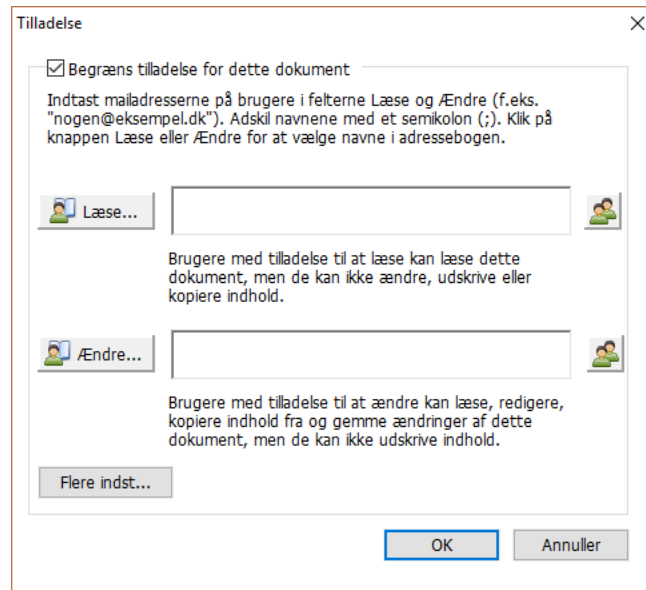 Tilladelse
Begræns tilladelse for dette dokument
Indtast mailadresserne på brugere i felterne Læse og Ændre (f.eks.
"nogen@eksempel.dk"). Adskil navnene med et semikolon (;). Klik på
knappen Læse eller Ændre for at vælge navne i adressebogen.
Læse...
Brugere med tilladelse til at læse kan læse dette
dokument, men de kan ikke ændre, udskrive eller
kopiere indhold.
Ændre...
Brugere med tilladelse til at ændre kan læse, redigere,
kopiere indhold fra og gemme ændringer af dette
dokument, men de kan ikke udskrive indhold.
Flere indst...
OK
Annuller